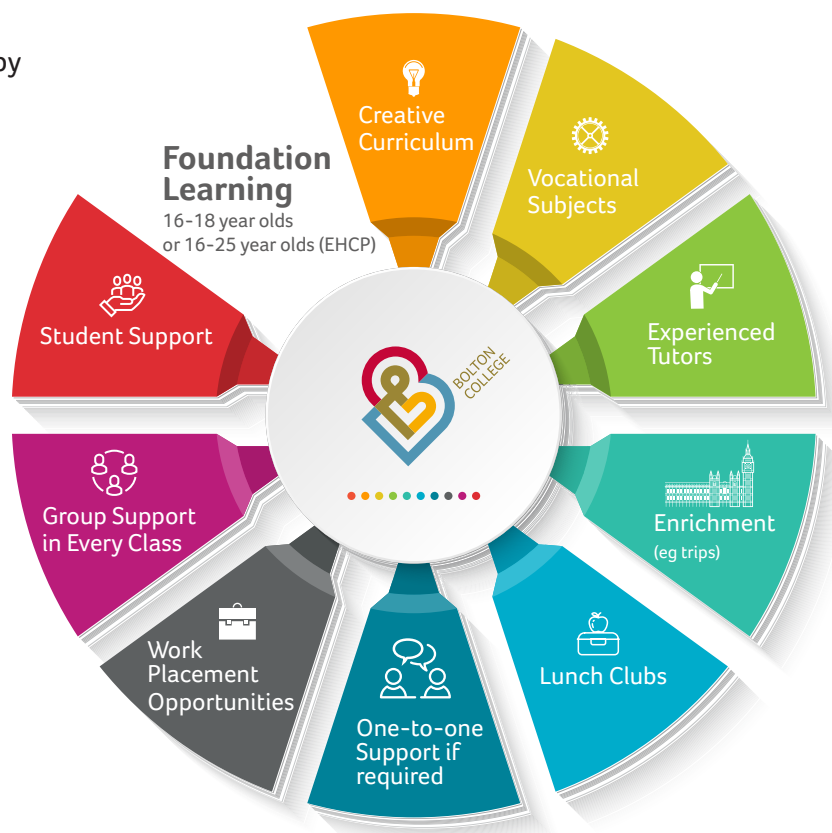 by
Foundation
Learning
16-18 year olds
or 16-25 year olds (EHCP)
Creative
Curriculum
Vocational
Subjects
Experienced
Tutors
Enrichment
(eg trips)
Lunch Clubs
One-to-one
Support if
required
Work
Placement
Opportunities
Group Support
in Every Class
Student Support
BOLTON
COLLEGE